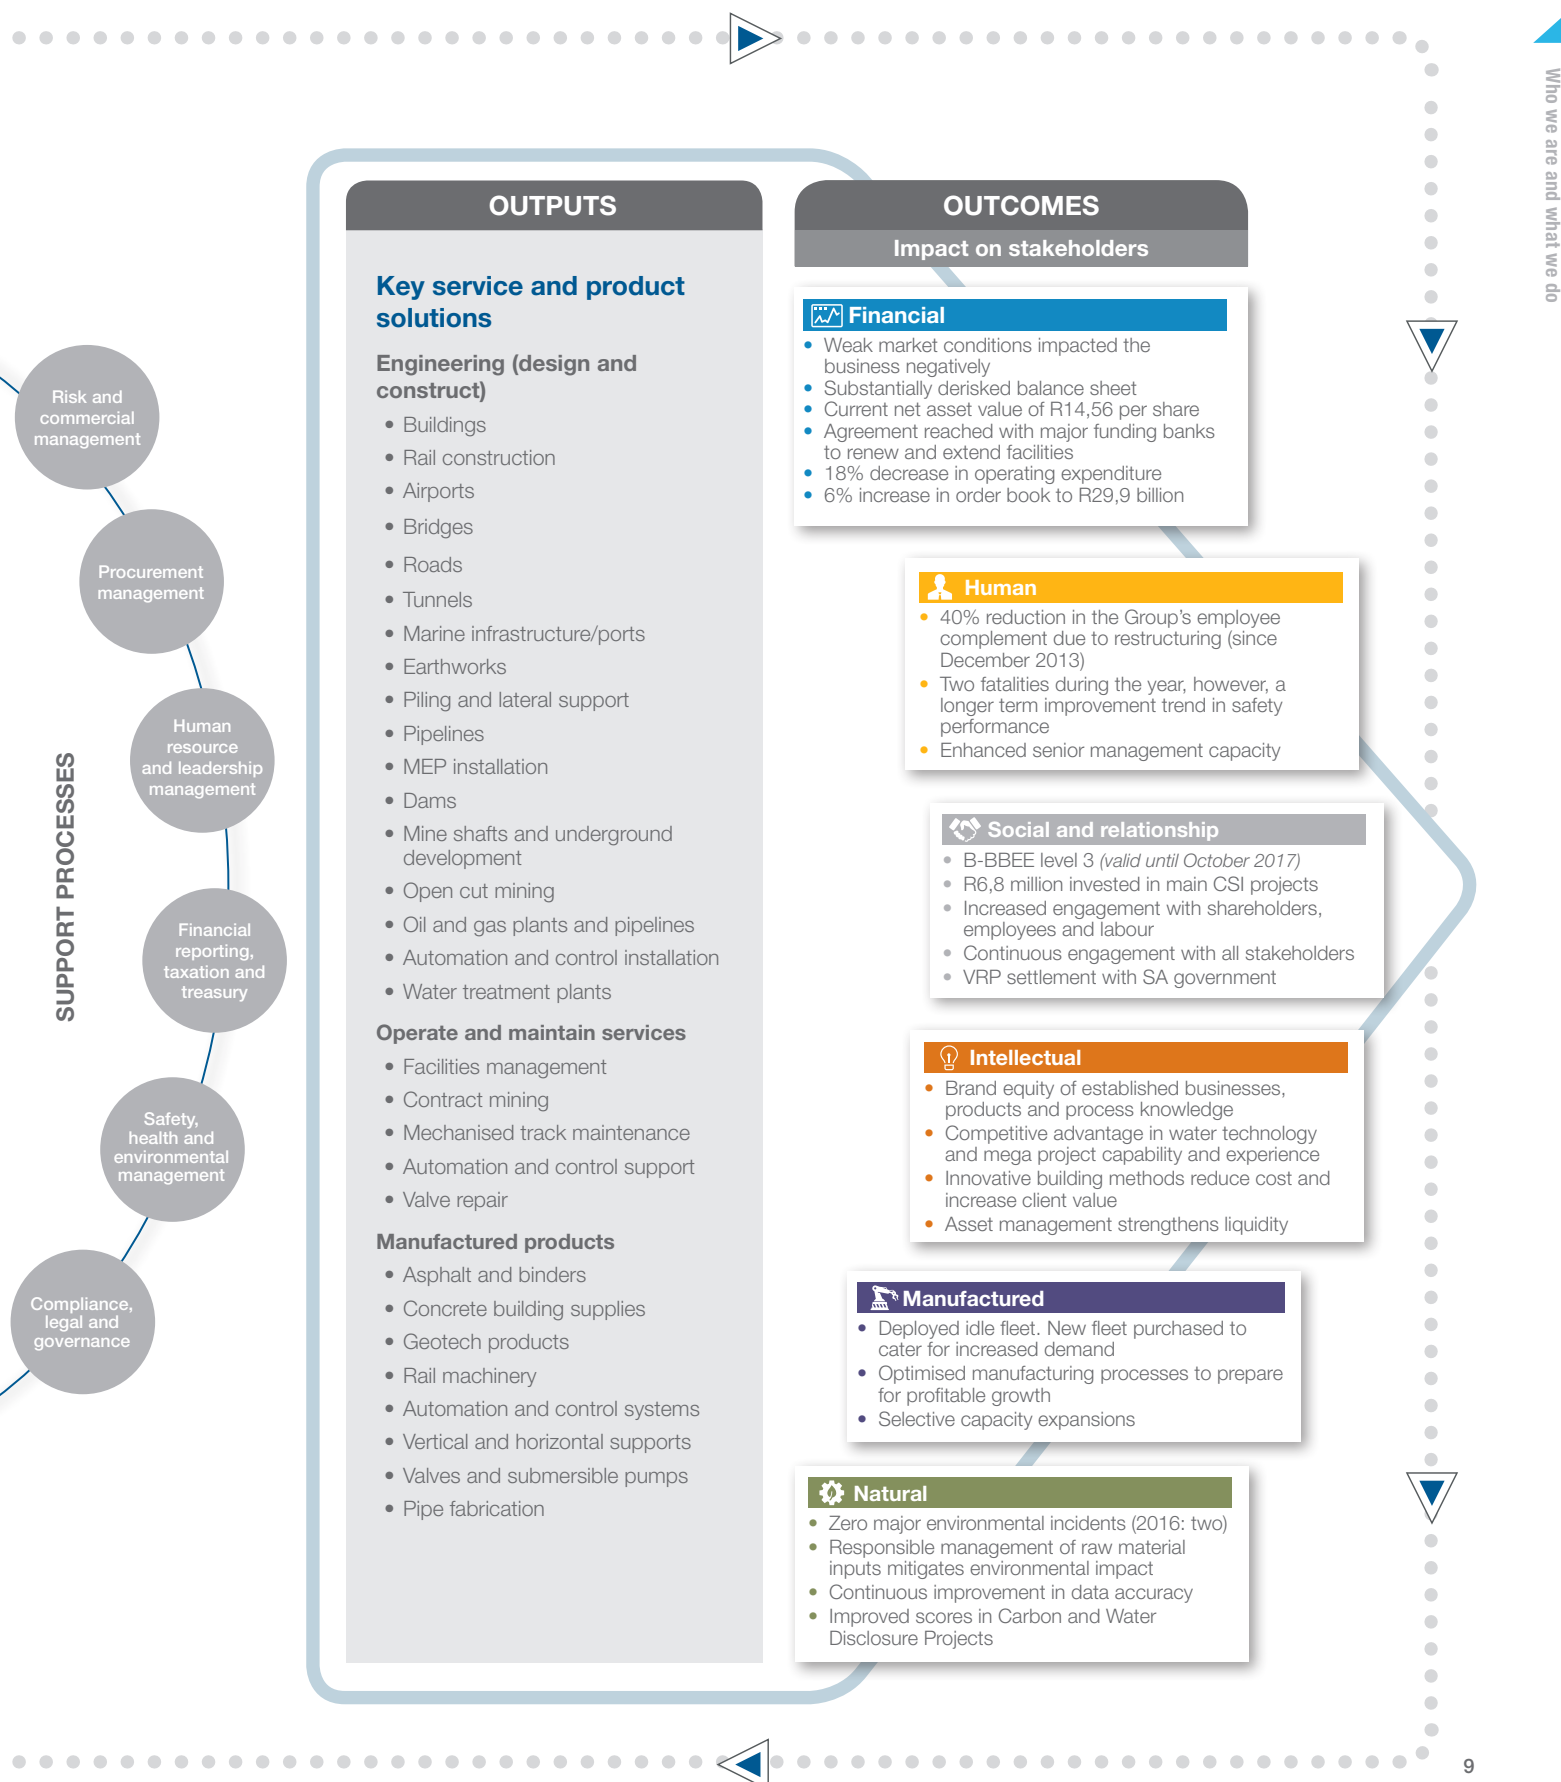 Who we are and what we do
SUPPORT PROCESSES
Risk and
commercial
management
Procurement
management
Human
resource
and leadership
management
Financial
reporting,
taxation and
treasury
Safety,
health and
environmental
management
Compliance,
legal and
governance
OUTPUTS
Key service and product
solutions
Engineering (design and
construct)
• Buildings
• Rail construction
• Airports
• Bridges
• Roads
• Tunnels
• Marine infrastructure/ports
• Earthworks
• Piling and lateral support
• Pipelines
• MEP installation
• Dams
• Mine shafts and underground
development
• Open cut mining
• Oil and gas plants and pipelines
• Automation and control installation
• Water treatment plants
Operate and maintain services
• Facilities management
• Contract mining
• Mechanised track maintenance
• Automation and control support
• Valve repair
Manufactured products
• Asphalt and binders
• Concrete building supplies
• Geotech products
• Rail machinery
• Automation and control systems
• Vertical and horizontal supports
• Valves and submersible pumps
• Pipe fabrication
OUTCOMES
Impact on stakeholders
Financial
• Weak market conditions impacted the
business negatively
• Substantially derisked balance sheet
• Current net asset value of R14,56 per share
• Agreement reached with major funding banks
to renew and extend facilities
• 18% decrease in operating expenditure
• 6% increase in order book to R29,9 billion
Human
• 40% reduction in the Group's employee
complement due to restructuring (since
December 2013)
• Two fatalities during the year, however, a
longer term improvement trend in safety
performance
• Enhanced senior management capacity
Social and relationship
• B-BBEE level 3 (valid until October 2017)
• R6,8 million invested in main CSI projects
• Increased engagement with shareholders,
employees and labour
• Continuous engagement with all stakeholders
• VRP settlement with SA government
Intellectual
• Brand equity of established businesses,
products and process knowledge
• Competitive advantage in water technology
and mega project capability and experience
• Innovative building methods reduce cost and
increase client value
• Asset management strengthens liquidity
Manufactured
• Deployed idle fleet. New fleet purchased to
cater for increased demand
• Optimised manufacturing processes to prepare
for profitable growth
• Selective capacity expansions
Natural
• Zero major environmental incidents (2016: two)
• Responsible management of raw material
inputs mitigates environmental impact
• Continuous improvement in data accuracy
• Improved scores in Carbon and Water
Disclosure Projects
9